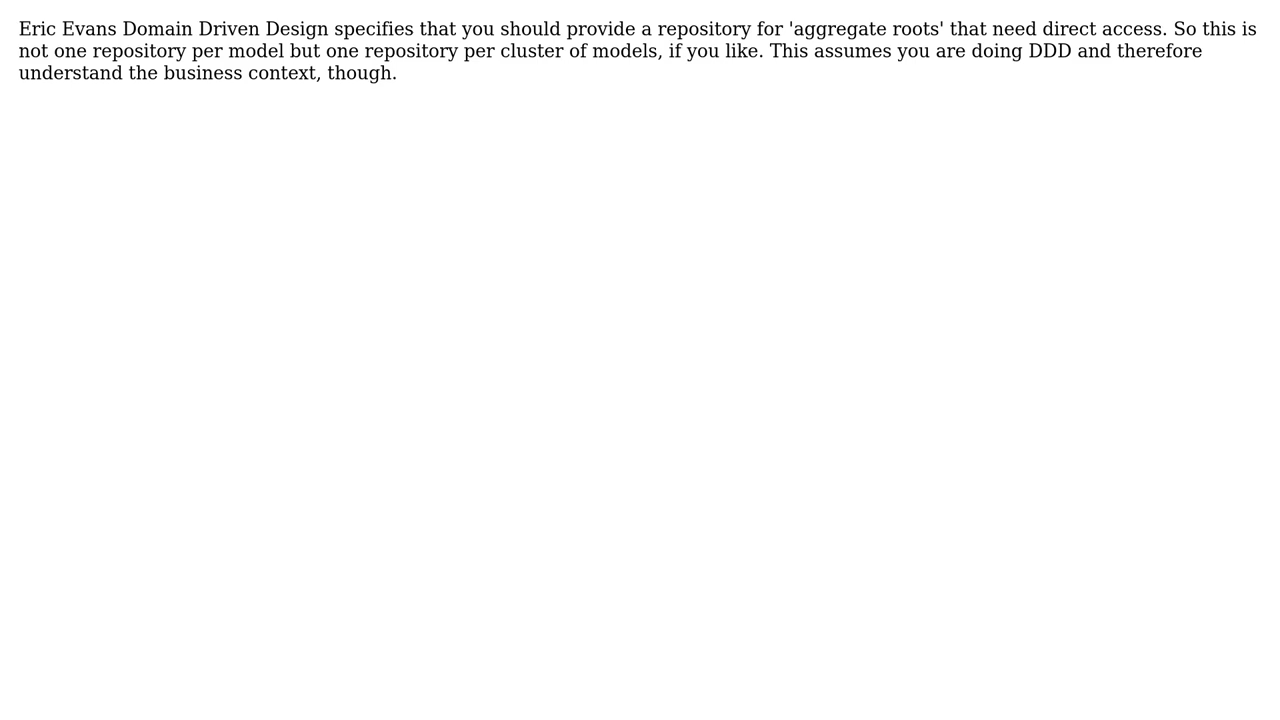 Eric Evans Domain Driven Design specifies that you should provide a repository for 'aggregate roots' that need direct access. So this is
not one repository per model but one repository per cluster of models, if you like. This assumes you are doing DDD and therefore
understand the business context, though.